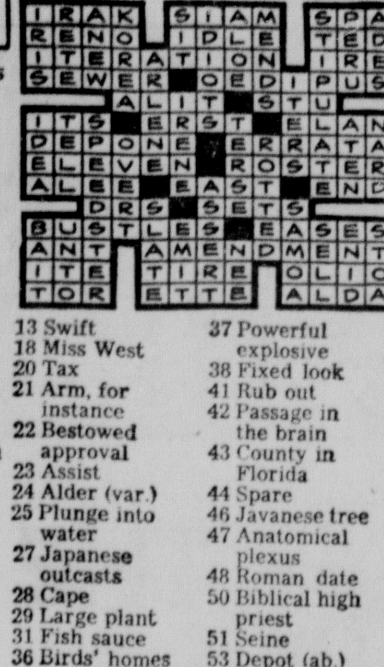 IRAK SIAM SPA
RENO IDLE TED
ITERATION IRE
SEWER OEDIPUS
ALIT STU
ITS ERST ELAN
DEPONE ERRATA
ELEVEN ROSTER
ALEE EAST END
DRS SETS
BUSTLES EASES
ANT AMENDMENT
ITE TIRE OLIO
TOR ETTE ALDA
13 Swift
18 Miss West
20 Tax
21 Arm, for
instance
22 Bestowed
approval
23 Assist
24 Alder (var.)
25 Plunge into
water
27 Japanese
outcasts
28 Cape
29 Large plant
31 Fish sauce
36 Birds' homes
37 Powerful
explosive
38 Fixed look
41 Rub out
42 Passage in
the brain
43 County in
Florida
44 Spare
46 Javanese tree
47 Anatomical
plexus
48 Roman date
50 Biblical high
priest
51 Seine
53 Depot (ab.)